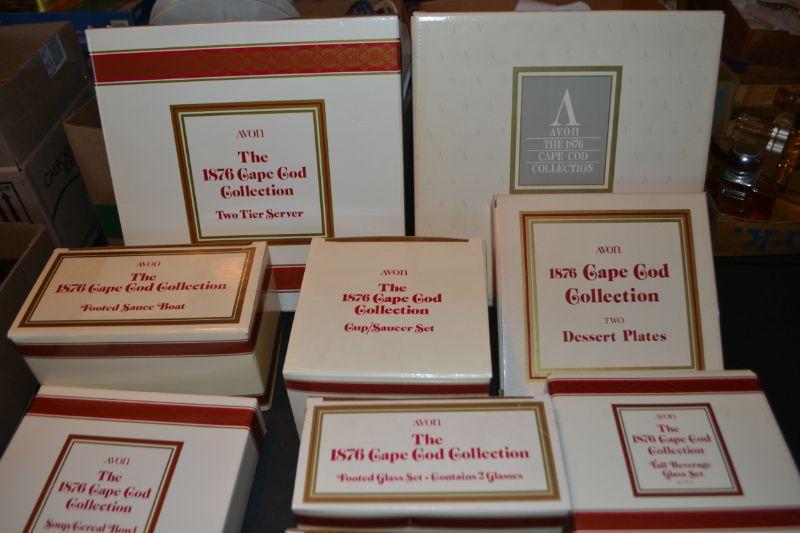 AVON
The
1876 Cape Cod
Collection
Two Tier Server
A
AVON
THE 1876
CAPE COD
COLLECTION
AVON
The
1876 Cape Cod Collection
Footed Sauce Boat
AVON
The
1876 Cape Cod
Collection
Cup/Saucer Set
AVON
1876 Cape Cod
Collection
TWO
Dessert Plates
AVON
The
1876 Cape Cod
Collection
Soup/Cereal Bowl
AVON
The
1876 Cape Cod Collection
Footed Glass Set - Contains 2 Glasses
AVON
The
1876 Cape Cod
Collection
Tall Beverage
Glass Set